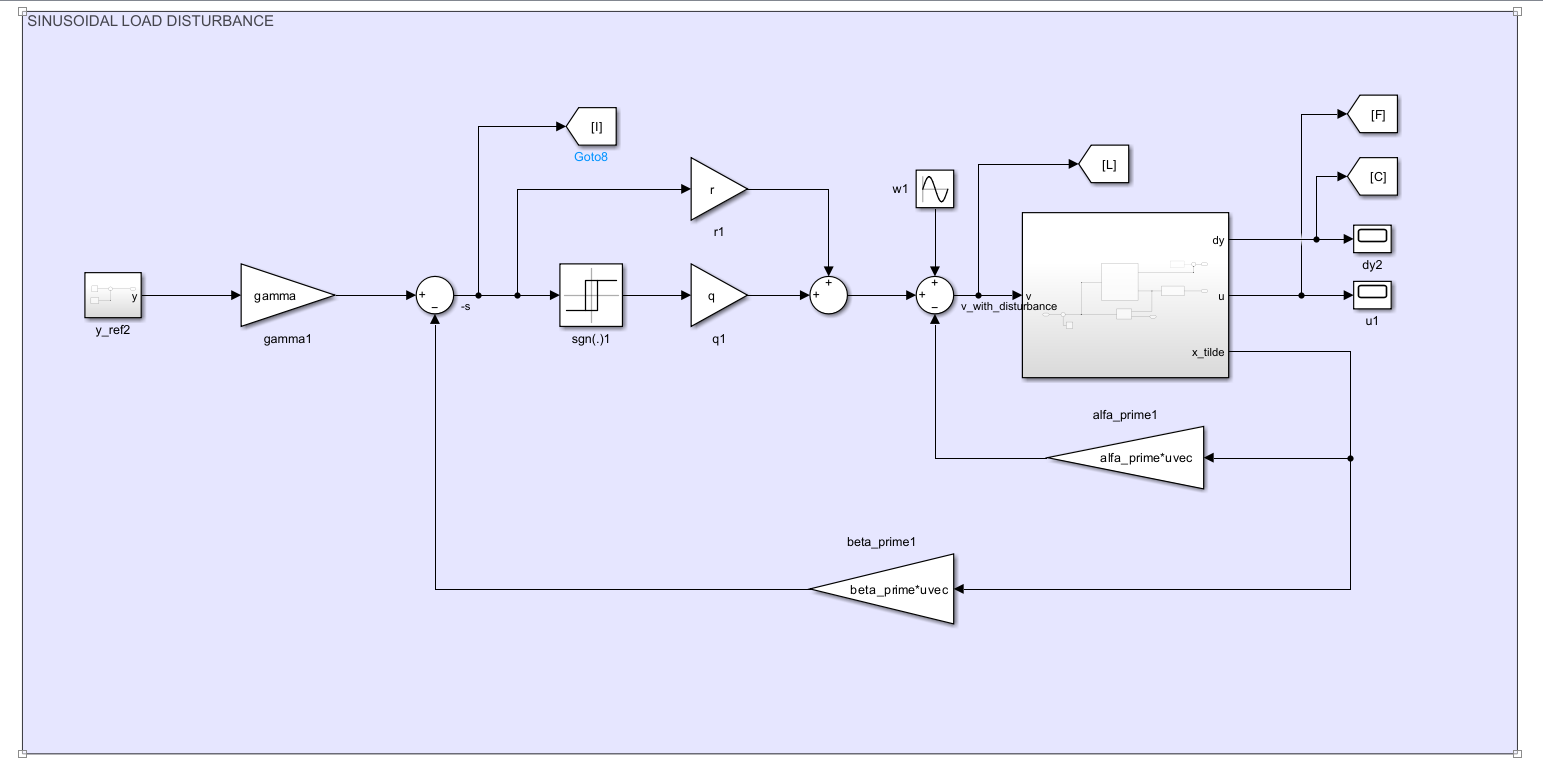 SINUSOIDAL LOAD DISTURBANCE
[F]
[I]
Goto8
[L]
[C]
w1
r
r1
dy
dy2
y
y_ref2
gamma
gamma1
+
−
-s
sgn(.)1
q
q1
+
+
+
+
−
v
v_with_disturbance
u
u1
x_tilde
alfa_prime1
alfa_prime*uvec
beta_prime1
beta_prime*uvec